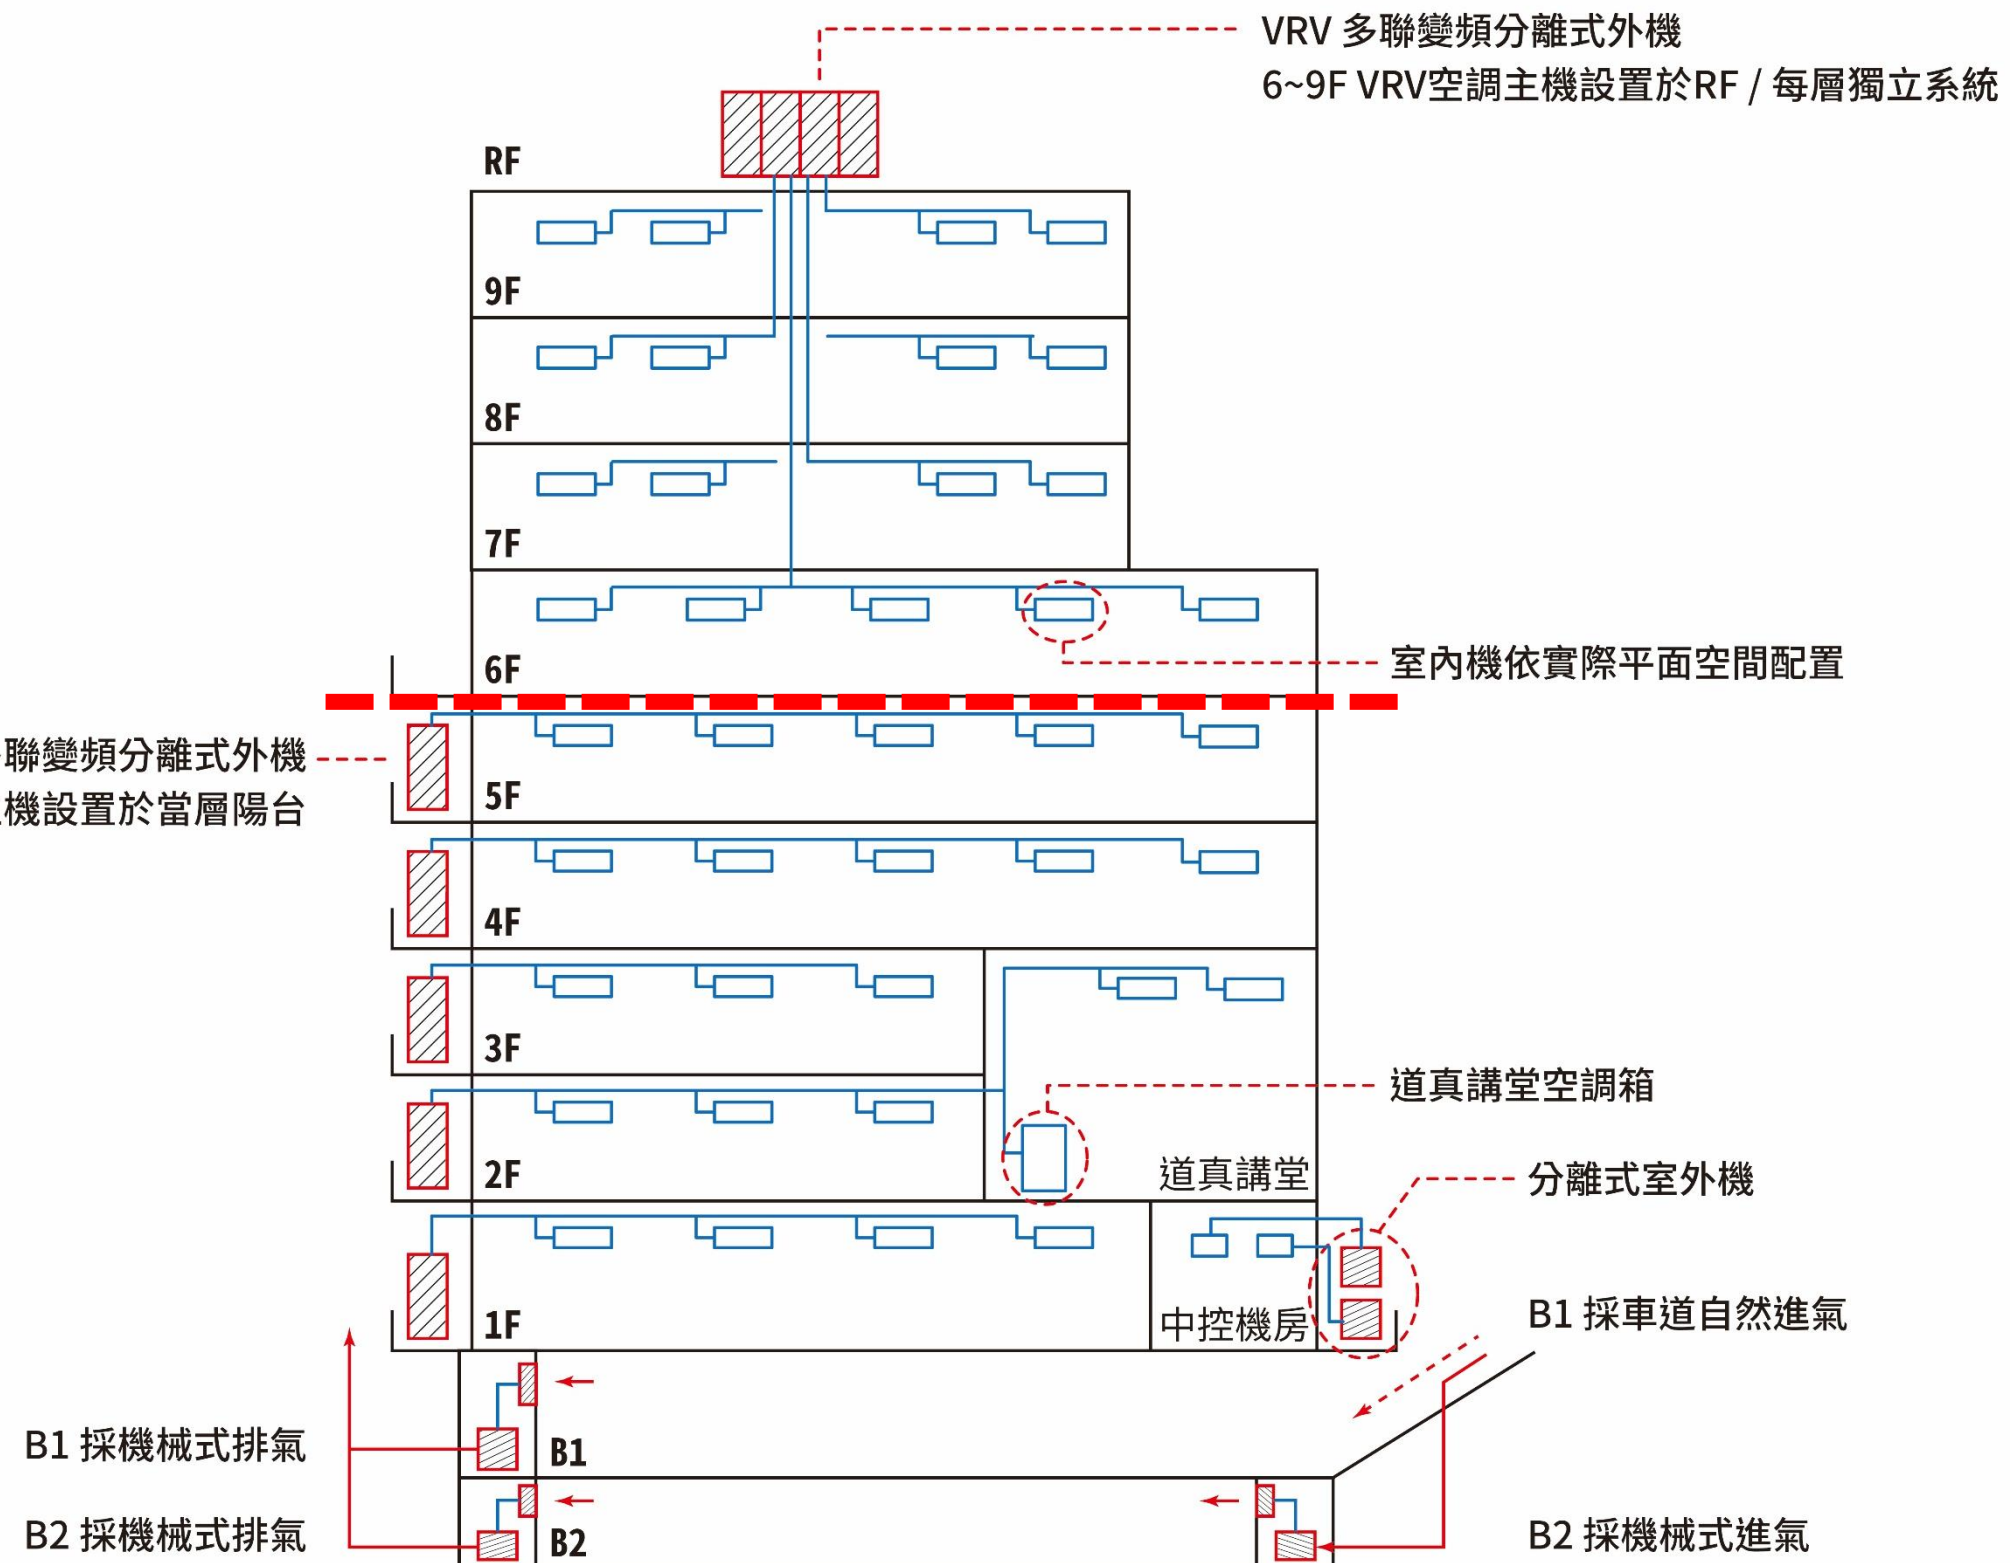 VRV 多聯變頻分離式外機
6~9F VRV空調主機設置於RF / 每層獨立系統
RF
9F
8F
7F
6F
室內機依實際平面空間配置
聯變頻分離式外機
機設置於當層陽台
5F
4F
3F
道真講堂空調箱
2F
道真講堂
分離式室外機
1F
中控機房
B1 採車道自然進氣
B1 採機械式排氣
B1
B2 採機械式排氣
B2
B2 採機械式進氣